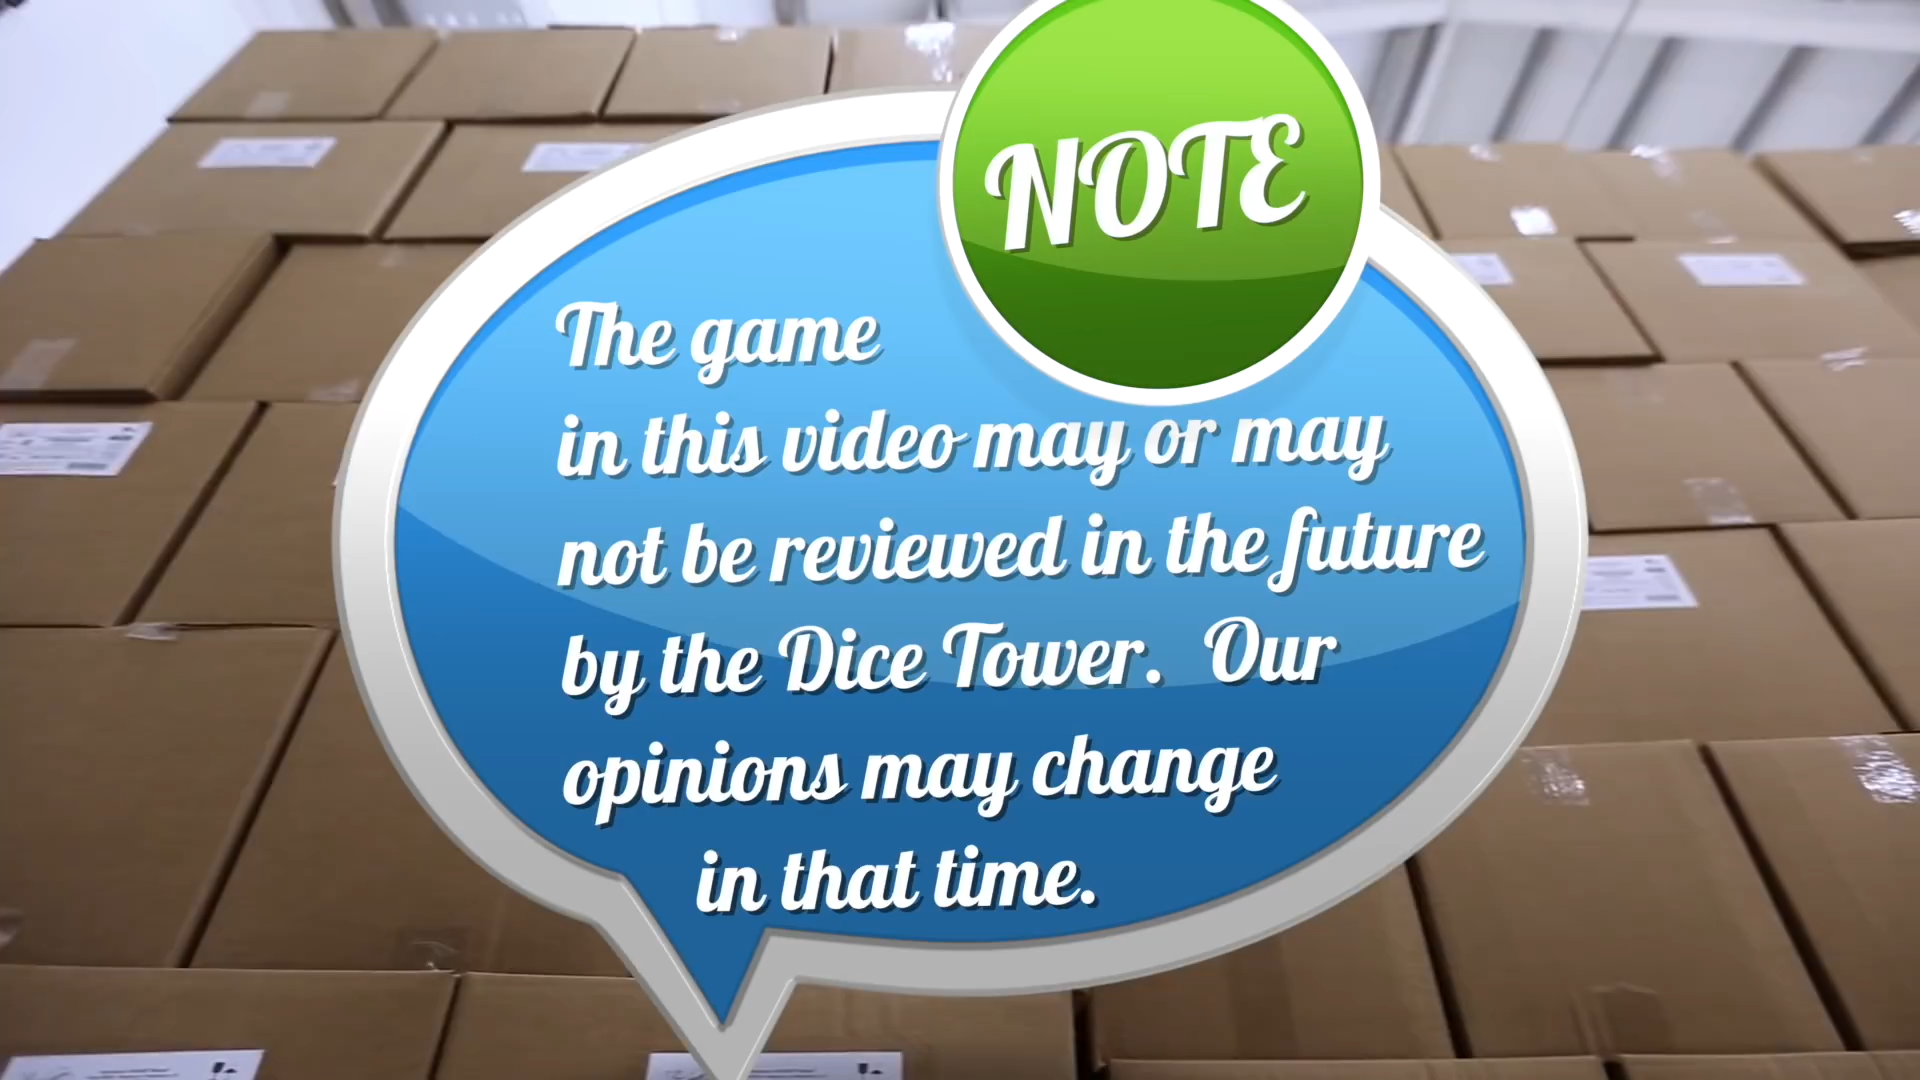 NOTE
The game
in this video may or may
not be reviewed in the future
by the Dice Tower. Our
opinions may change
in that time.